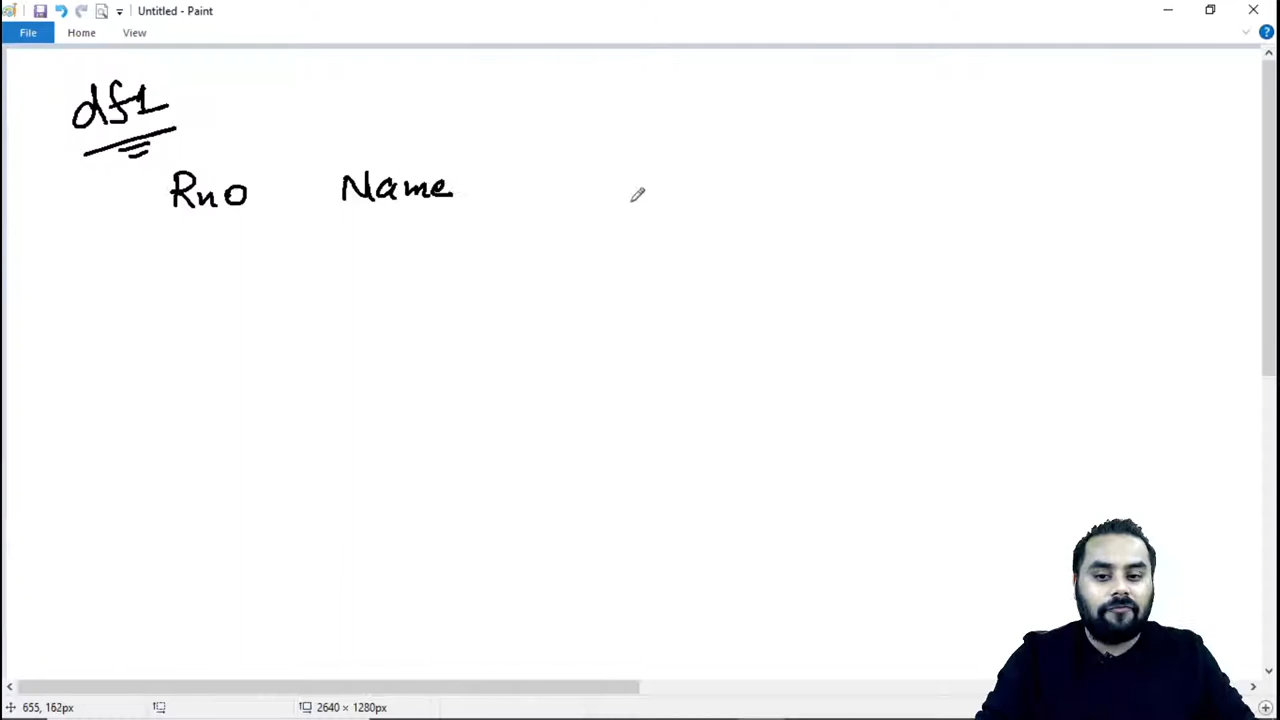 Untitled - Paint
File Home View
df1
Rno Name
655, 162px 2640 × 1280px